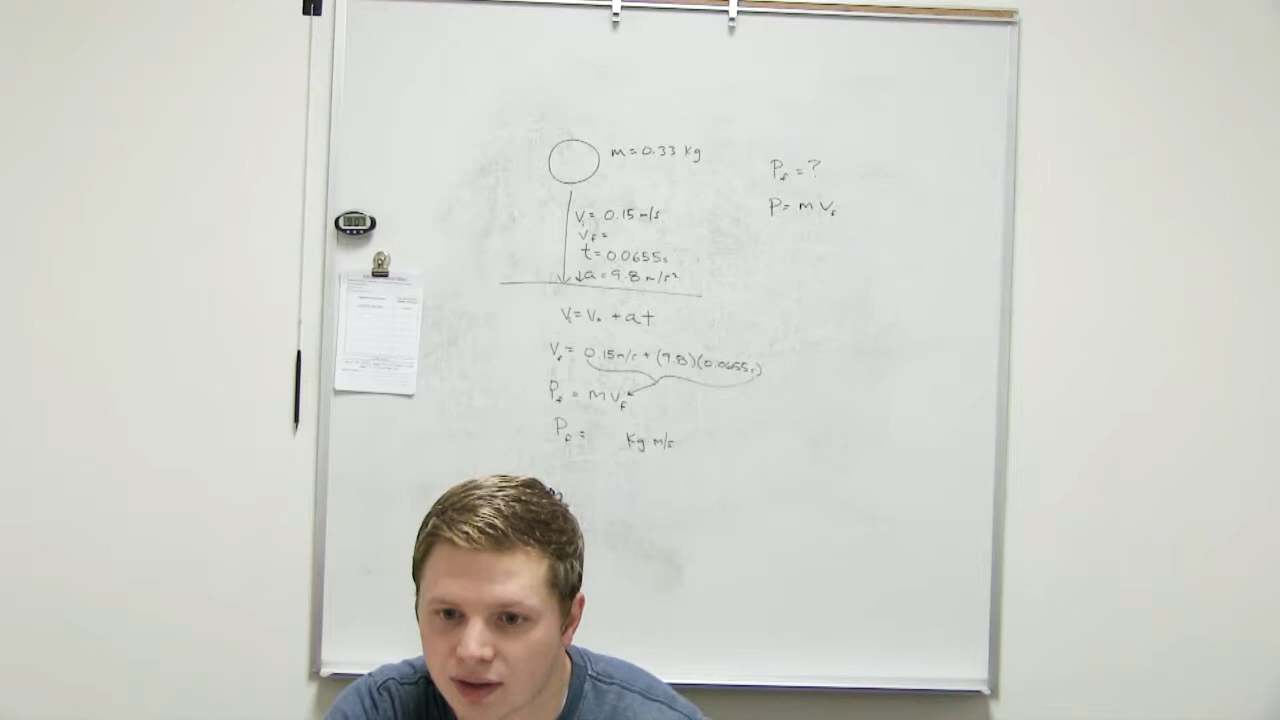 m = 0.33 kg
Pf = ?
P = m Vf
Vi = 0.15 m/s
Vf =
t = 0.0655s
↓a = 9.8 m/s²
Vf = V₀ + at
Vf = 0.15m/s + (9.8)(0.0655s)
Pf = m Vf
Pf = kg m/s